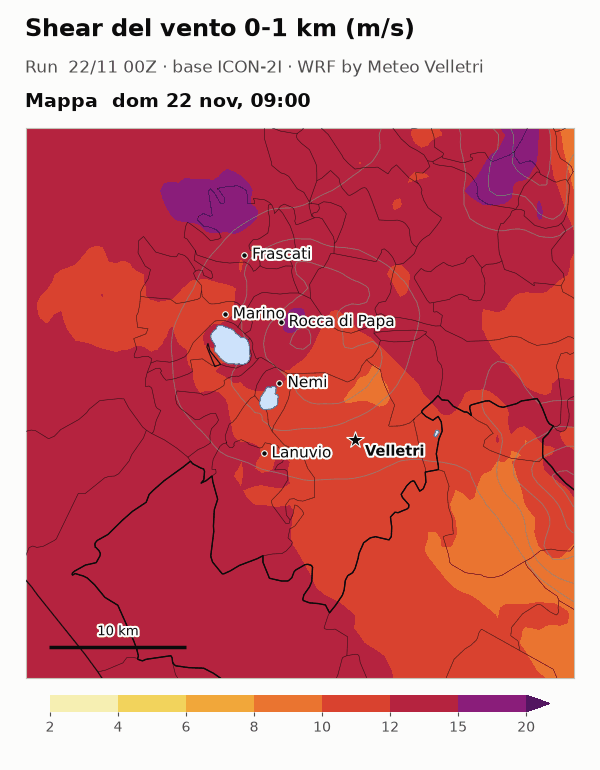 Shear del vento 0-1 km (m/s)
Run  22/11 00Z · base ICON-2I · WRF by Meteo Velletri
Mappa  dom 22 nov, 09:00
Frascati
Marino
Rocca di Papa
Nemi
Velletri
Lanuvio
10 km
2 4 6 8 10 12 15 20